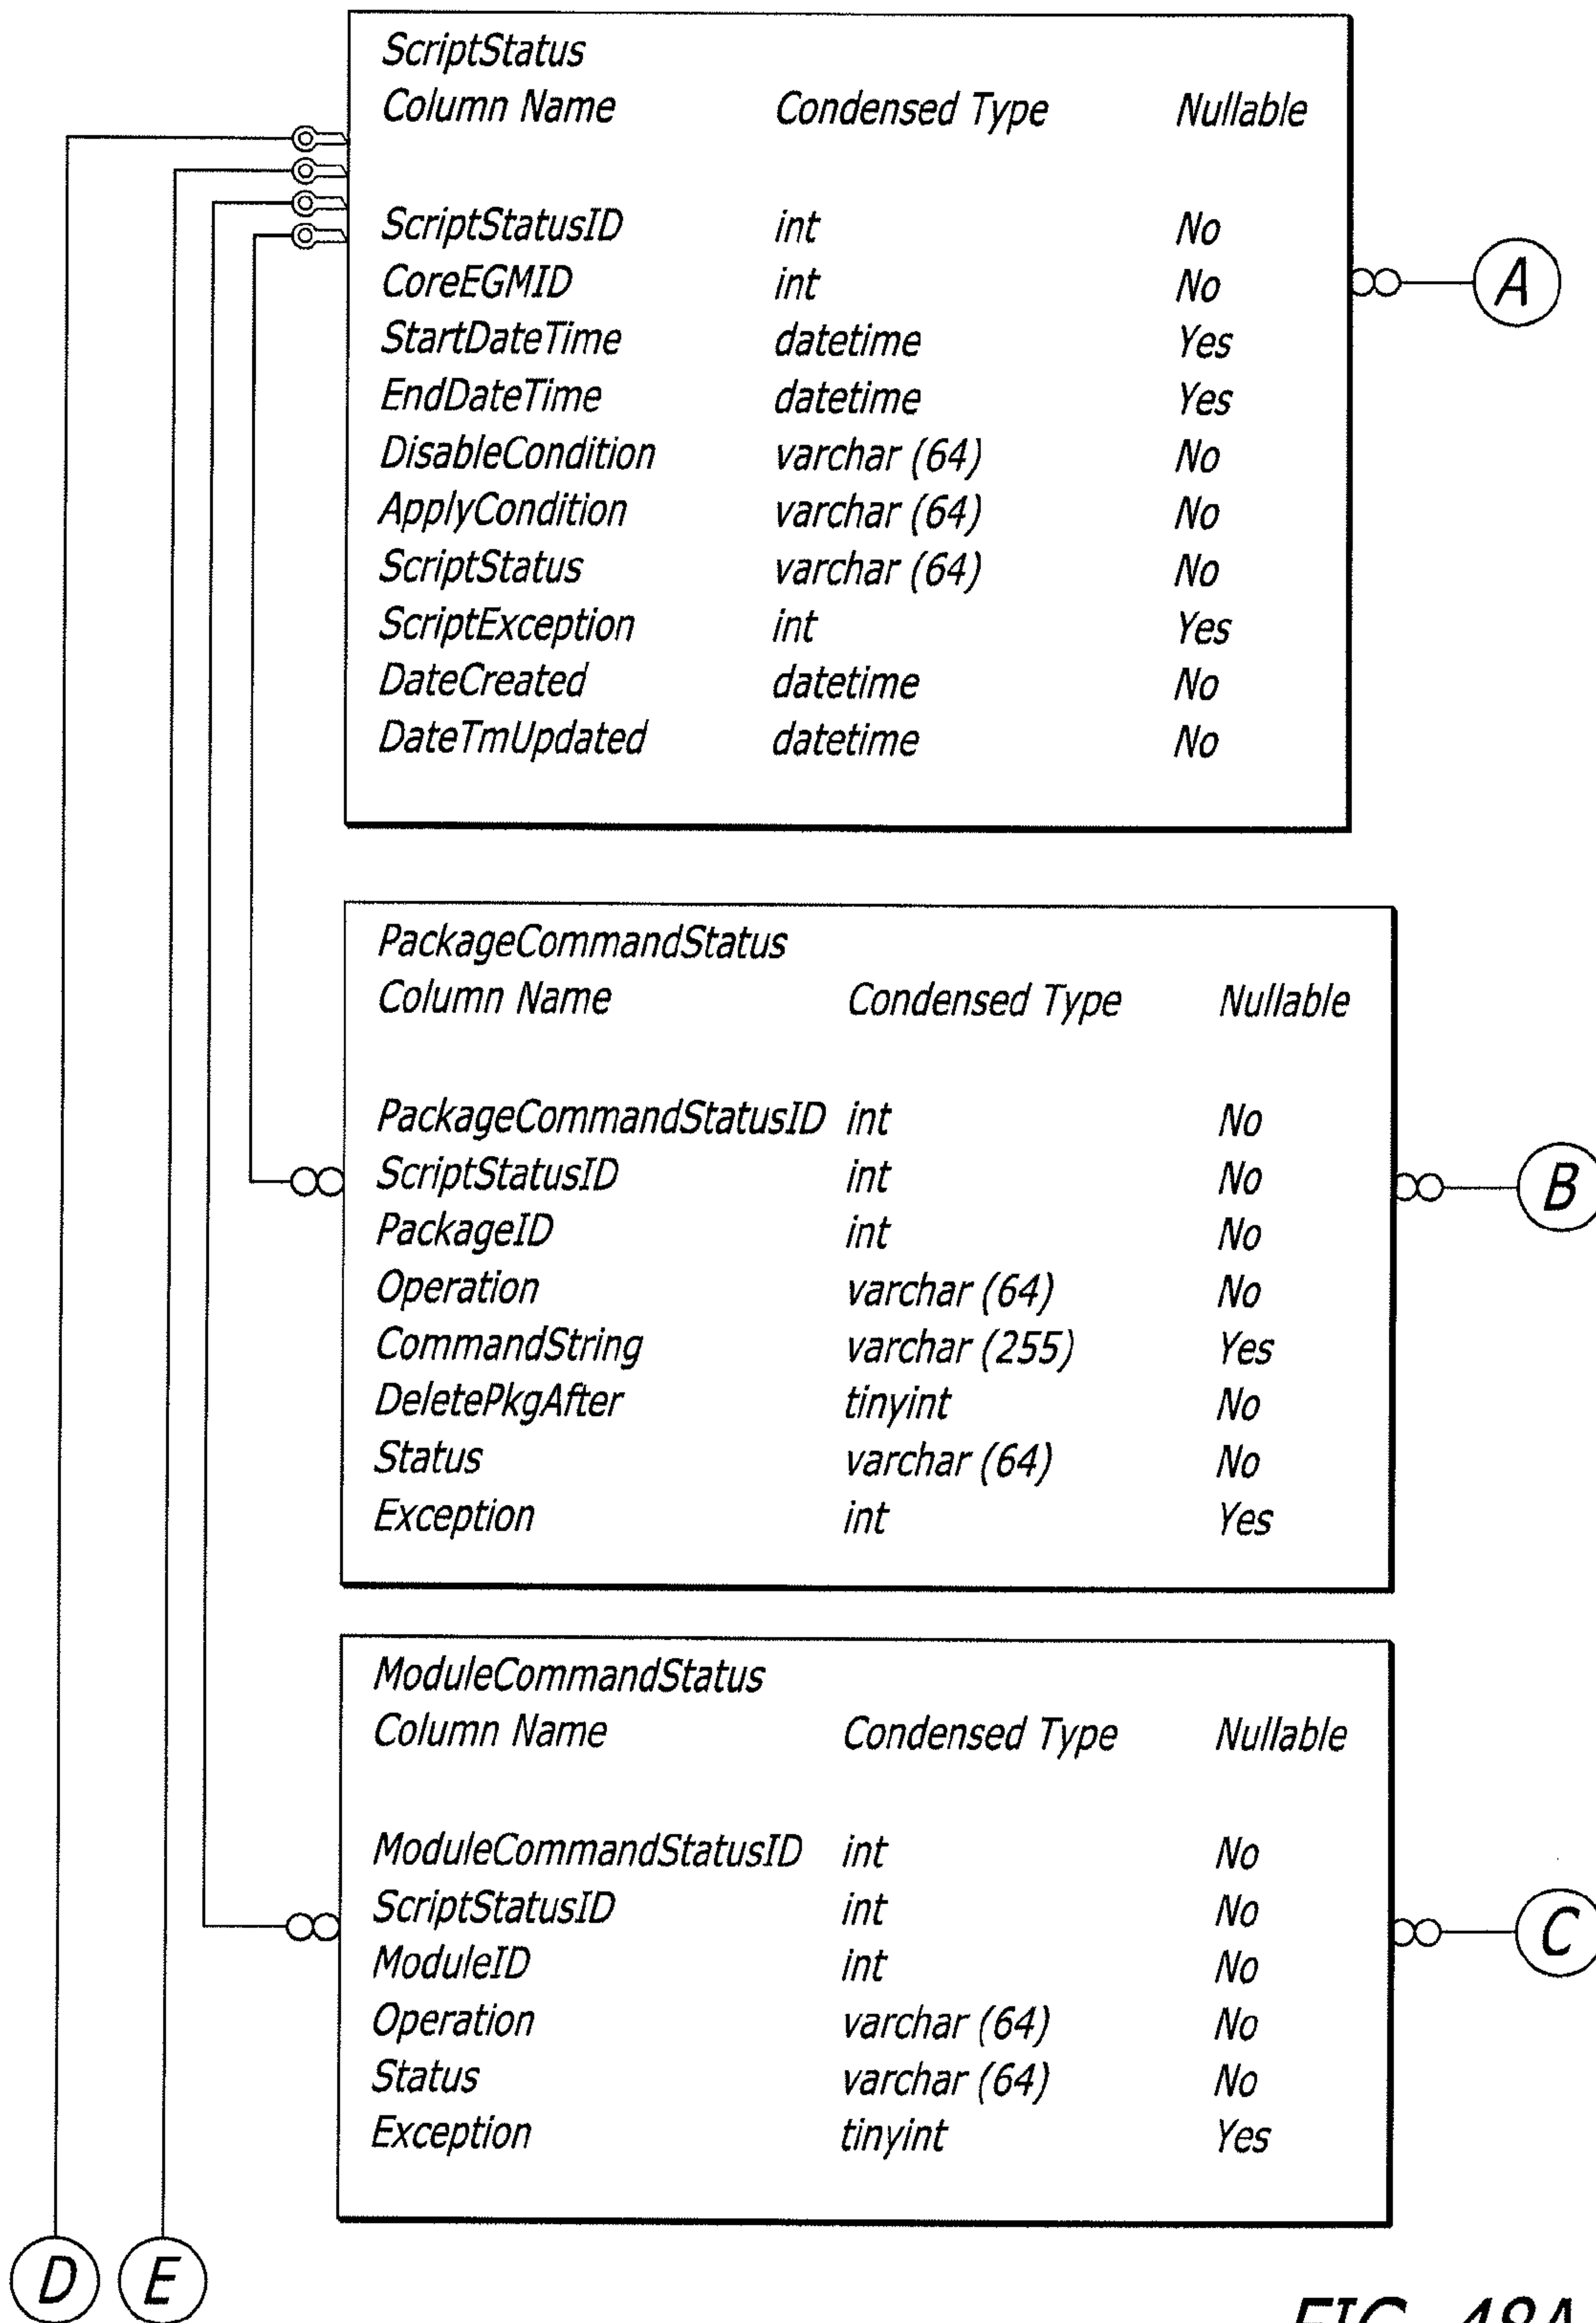 ScriptStatus
Column Name Condensed Type Nullable
ScriptStatusID int No
CoreEGMID int No
StartDateTime datetime Yes
EndDateTime datetime Yes
DisableCondition varchar (64) No
ApplyCondition varchar (64) No
ScriptStatus varchar (64) No
ScriptException int Yes
DateCreated datetime No
DateTmUpdated datetime No
A
PackageCommandStatus
Column Name Condensed Type Nullable
PackageCommandStatusID int No
ScriptStatusID int No
PackageID int No
Operation varchar (64) No
CommandString varchar (255) Yes
DeletePkgAfter tinyint No
Status varchar (64) No
Exception int Yes
B
ModuleCommandStatus
Column Name Condensed Type Nullable
ModuleCommandStatusID int No
ScriptStatusID int No
ModuleID int No
Operation varchar (64) No
Status varchar (64) No
Exception tinyint Yes
C
D E
FIG. 48A